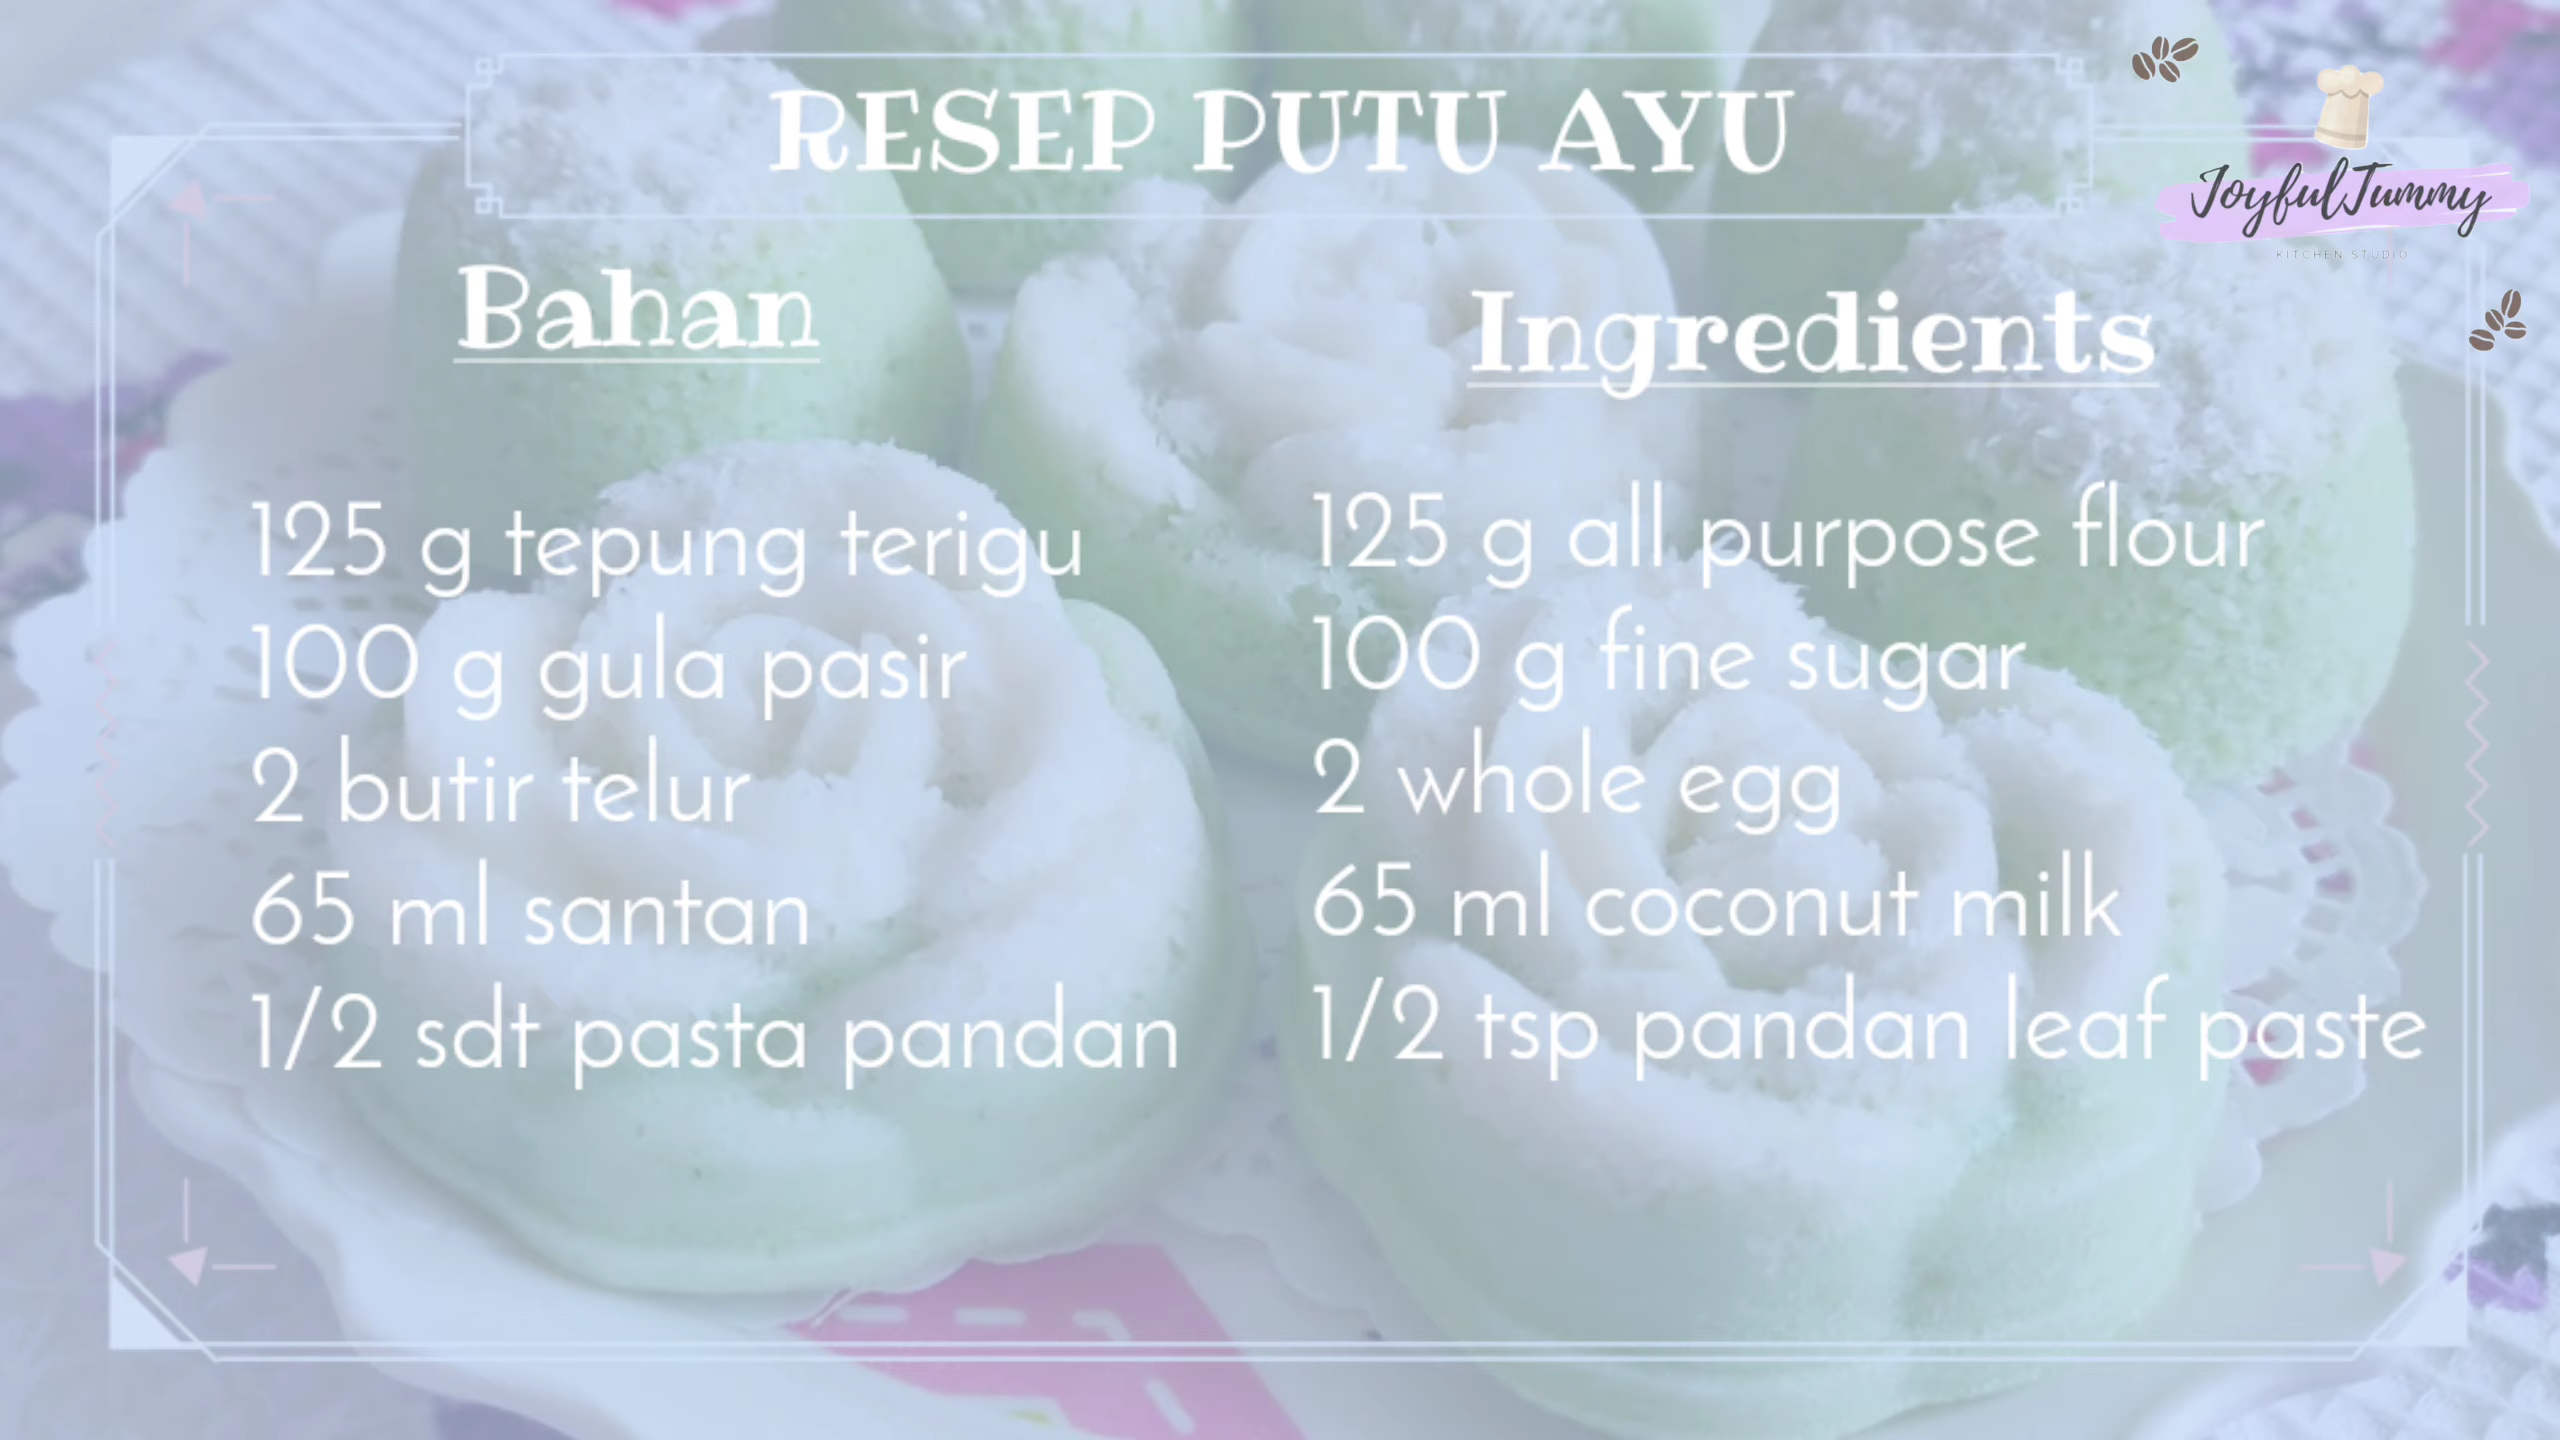 RESEP PUTU AYU
JoyfulTummy
KITCHEN STUDIO
Bahan
125 g tepung terigu
100 g gula pasir
2 butir telur
65 ml santan
1/2 sdt pasta pandan
Ingredients
125 g all purpose flour
100 g fine sugar
2 whole egg
65 ml coconut milk
1/2 tsp pandan leaf paste